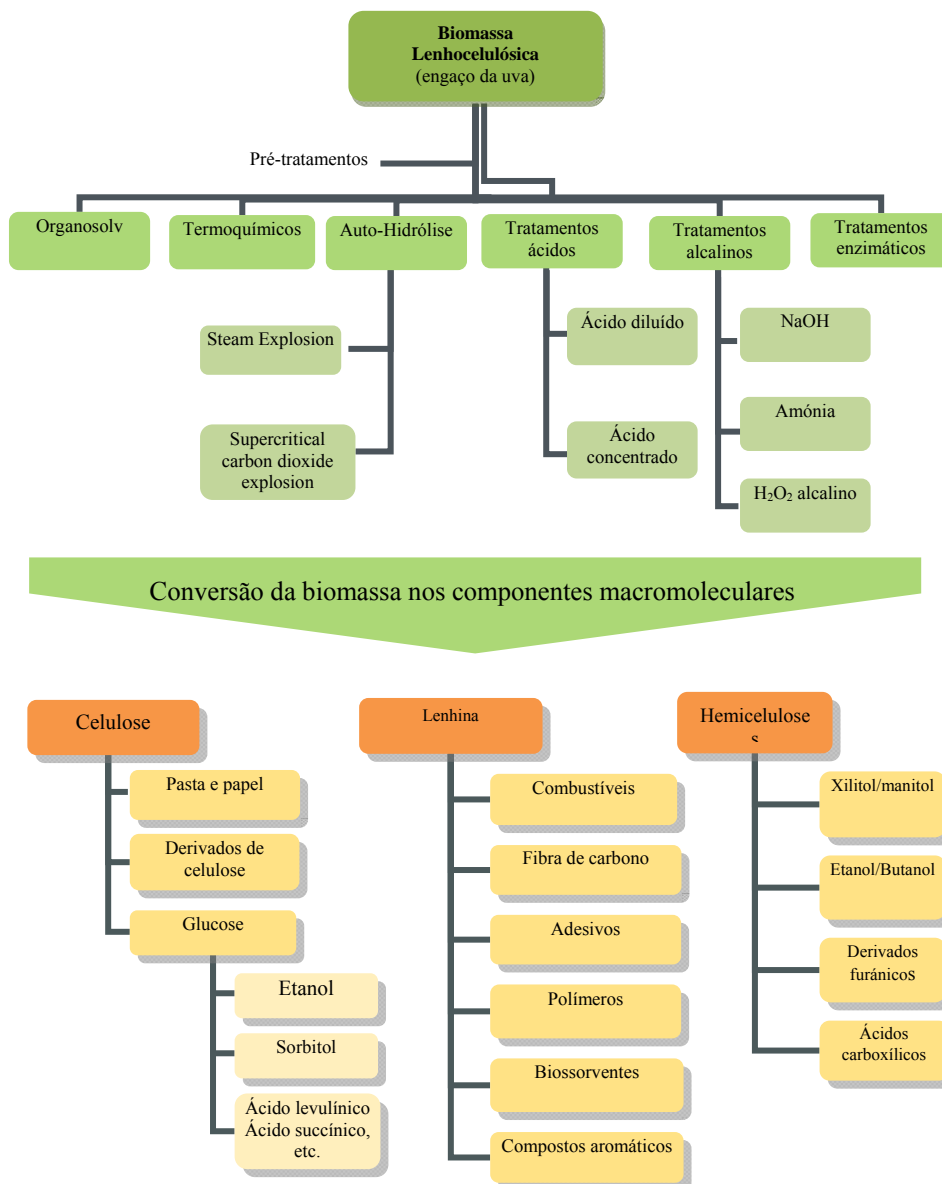 Biomassa
Lenhocelulósica
(engaço da uva)
Pré-tratamentos
Organosolv
Termoquímicos
Auto-Hidrólise
Tratamentos
ácidos
Tratamentos
alcalinos
Tratamentos
enzimáticos
Steam Explosion
Supercritical
carbon dioxide
explosion
Ácido diluído
Ácido
concentrado
NaOH
Amónia
H₂O₂ alcalino
Conversão da biomassa nos componentes macromoleculares
Celulose
Pasta e papel
Derivados de
celulose
Glucose
Etanol
Sorbitol
Ácido levulínico
Ácido succínico,
etc.
Lenhina
Combustíveis
Fibra de carbono
Adesivos
Polímeros
Biossorventes
Compostos aromáticos
Hemicelulose
s
Xilitol/manitol
Etanol/Butanol
Derivados
furánicos
Ácidos
carboxílicos